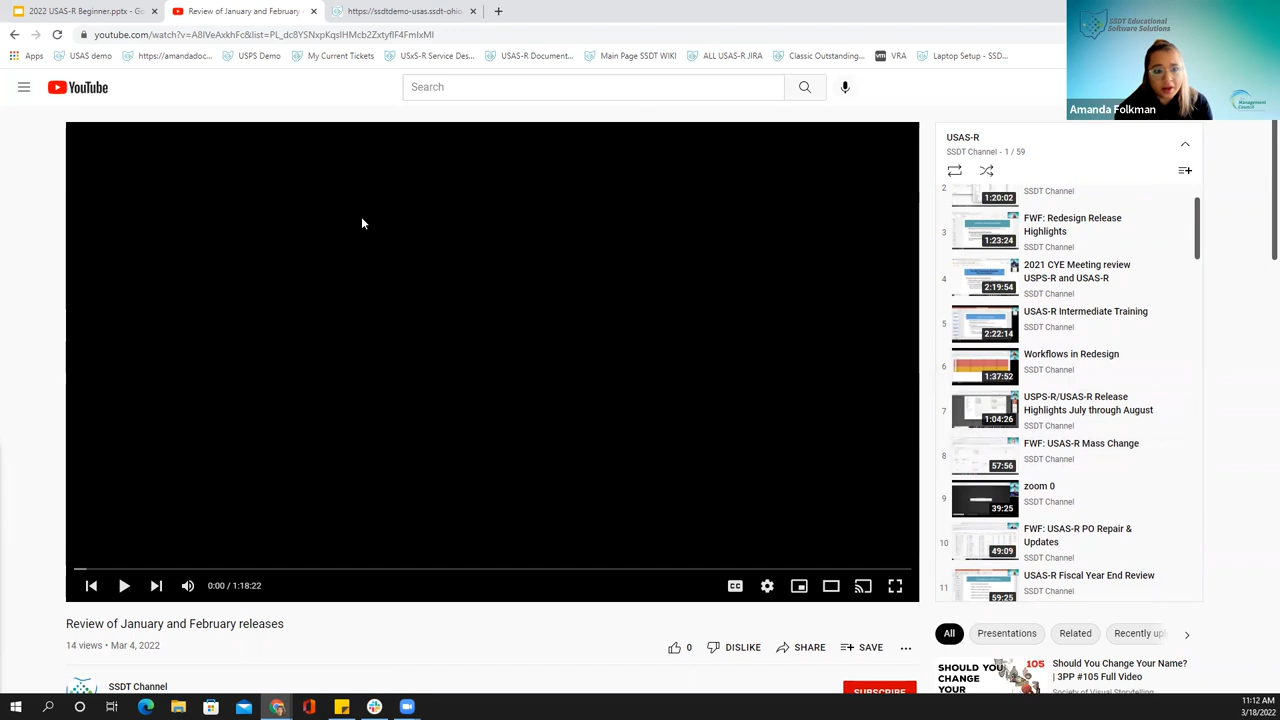 2022 USAS-R Beginner.pptx - Go
Review of January and February
https://ssdtdemo-usas.ssdt-ohio
youtube.com/watch?v=
Apps
USAS demo
https://amandadoc...
USPS Demo
My Current Tickets
USxS-R Service Des...
USAS-R Document...
Main Page SSDT WIKI
ALL USAS-R JIRA
Classic Outstanding...
vm
VRA
Laptop Setup - SSD...
SSDT Educational
Software Solutions
Management
Council
Amanda Folkman
YouTube
Search
USAS-R
SSDT Channel - 1 / 59
2
1:20:02
SSDT Channel
3
1:23:24
FWF: Redesign Release
Highlights
SSDT Channel
4
2:19:54
2021 CYE Meeting review
USPS-R and USAS-R
SSDT Channel
5
2:22:14
USAS-R Intermediate Training
SSDT Channel
6
1:37:52
Workflows in Redesign
SSDT Channel
7
1:04:26
USPS-R/USAS-R Release
Highlights July through August
SSDT Channel
8
57:56
FWF: USAS-R Mass Change
SSDT Channel
9
39:25
zoom 0
SSDT Channel
10
49:09
FWF: USAS-R PO Repair &
Updates
SSDT Channel
11
59:25
USAS-R Fiscal Year End Review
0:00 / 1:18:22
CC
Review of January and February releases
14 views • Mar 4, 2022
0
DISLIKE
SHARE
SAVE
SSDT Channel
SUBSCRIBE
All
Presentations
Related
Recently upl
SHOULD YOU
CHANGE
YOUR
105
Should You Change Your Name?
| 3PP #105 Full Video
Society of Visual Storytelling
11:12 AM
3/18/2022